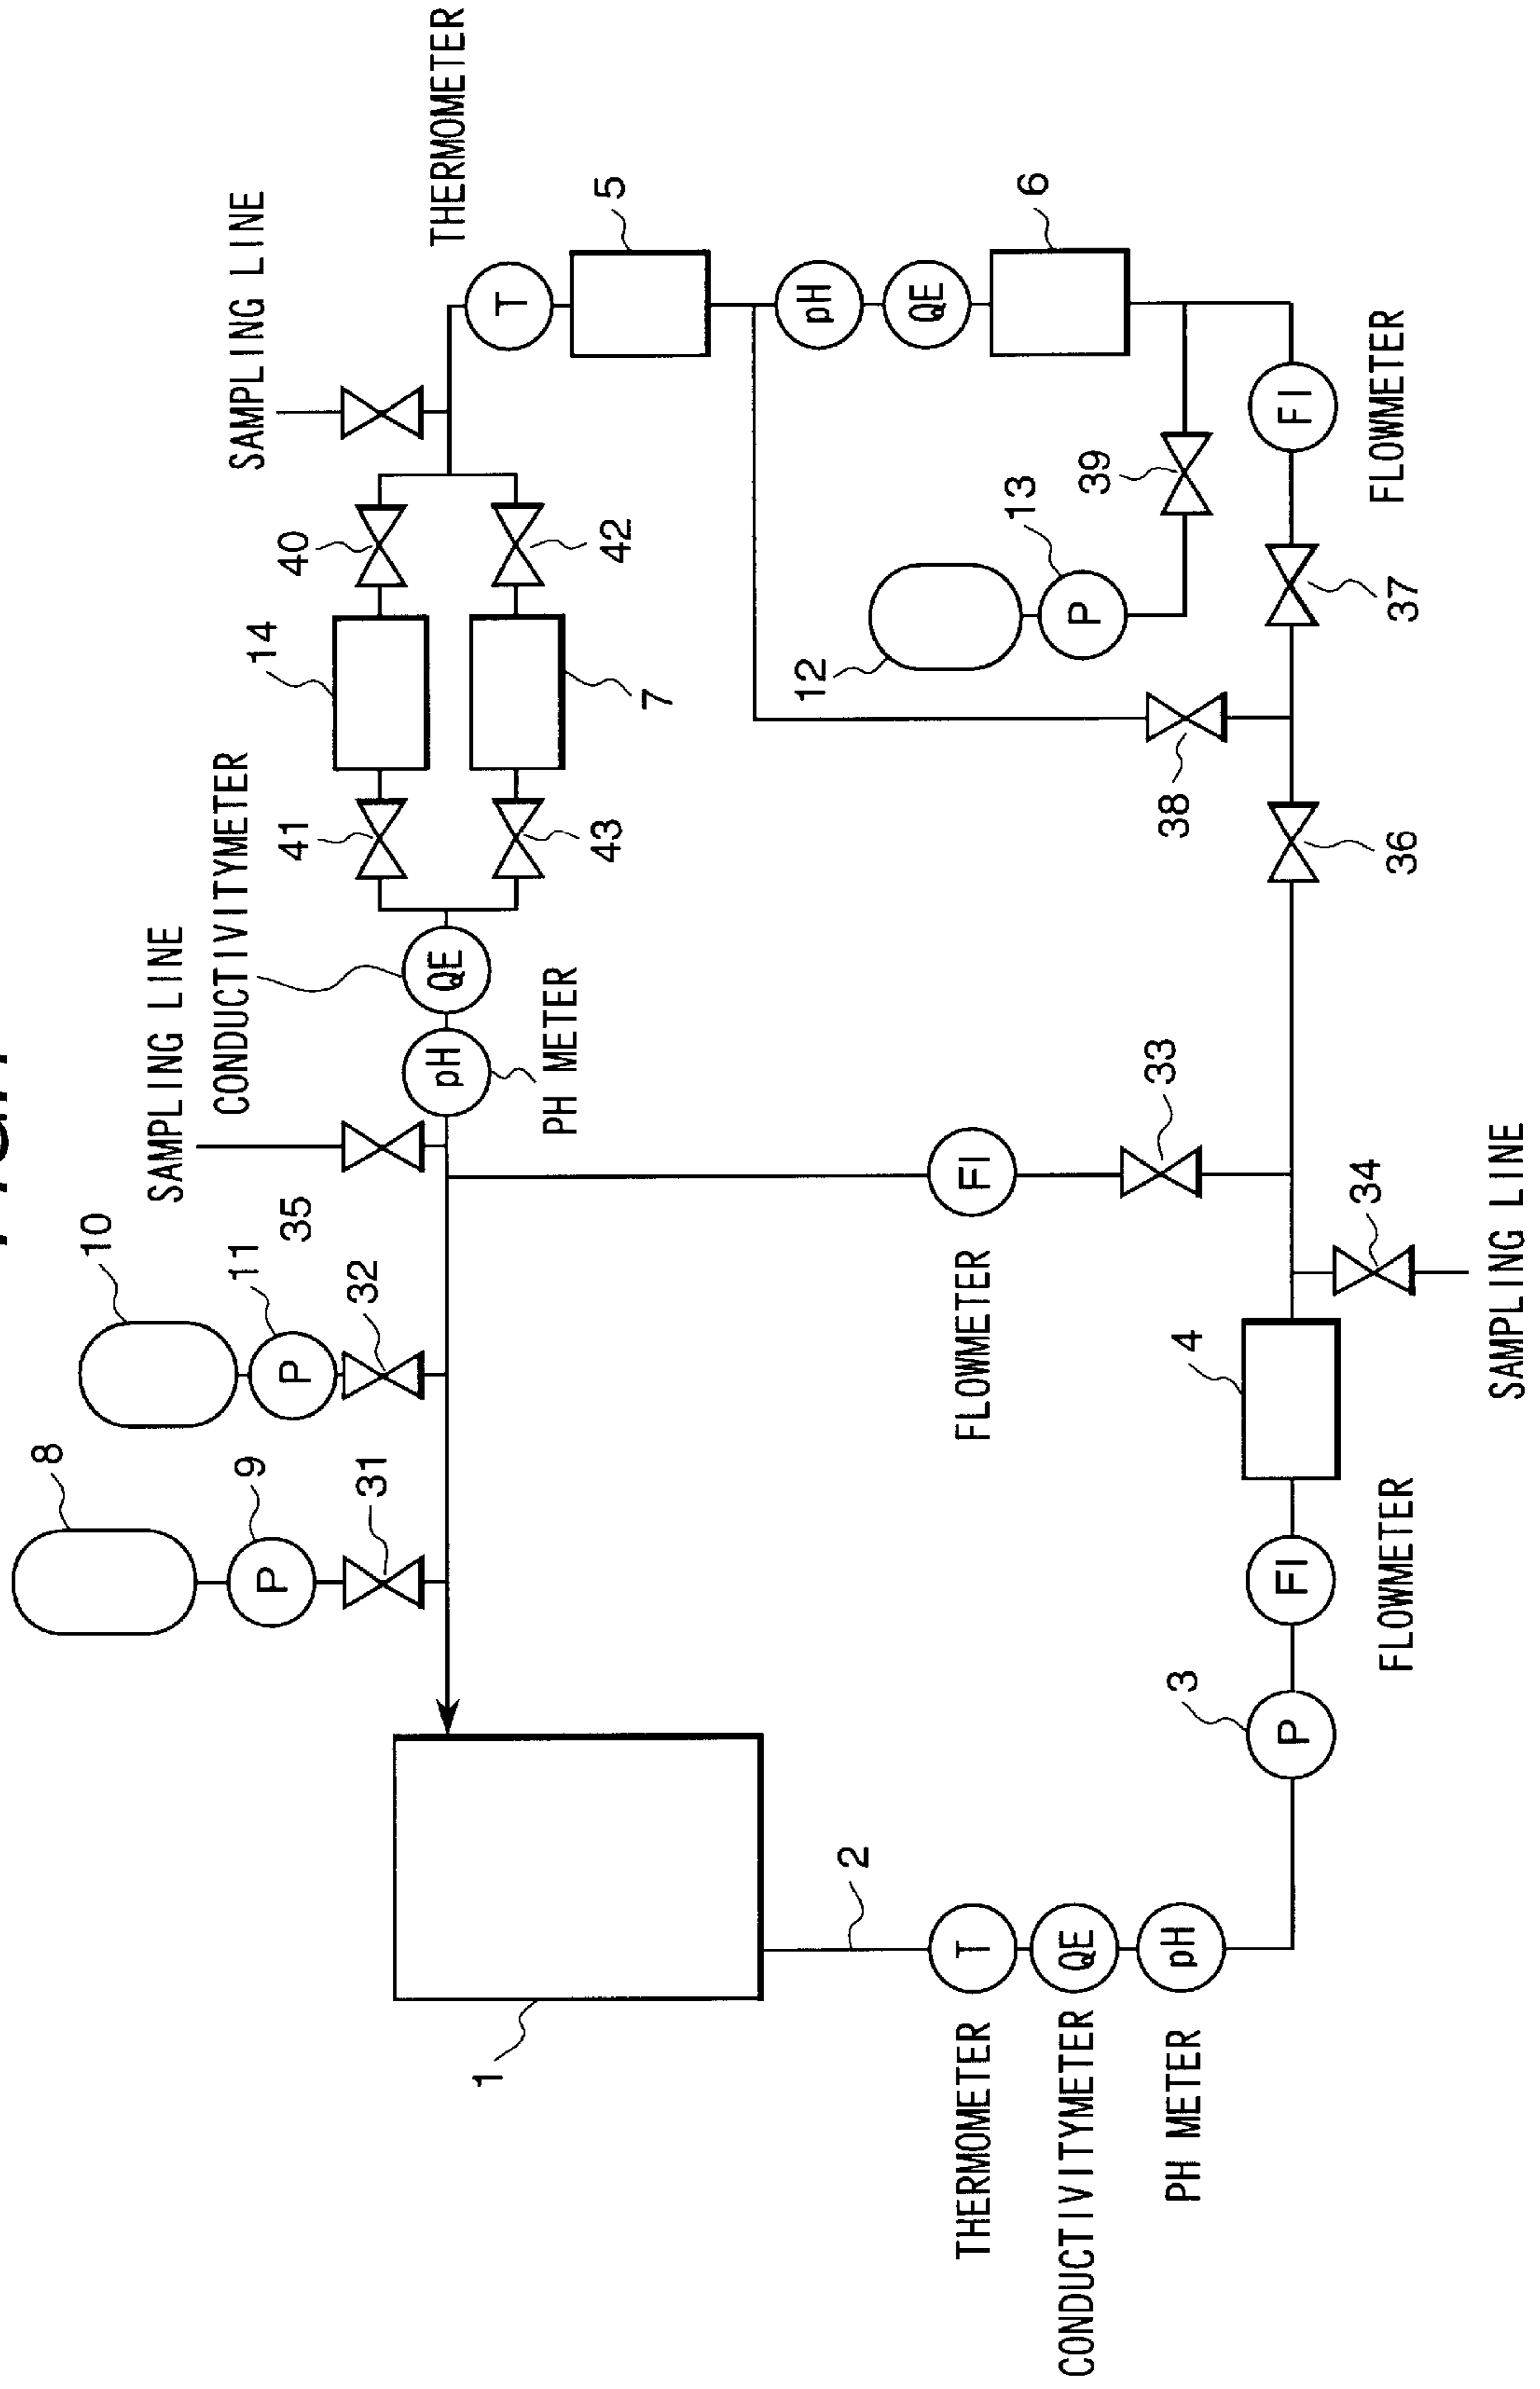 8
10
SAMPLING LINE
CONDUCTIVITYMETER
SAMPLING LINE
9
11
14
P
P
35
41
40
31
32
pH
QE
THERMOMETER
1
T
PH METER
43
42
5
7
12
pH
2
QE
THERMOMETER
T
FLOWMETER
FI
13
6
CONDUCTIVITYMETER
QE
P
39
33
38
PH METER
pH
3
4
P
FI
FI
34
FLOWMETER
36
37
FLOWMETER
SAMPLING LINE